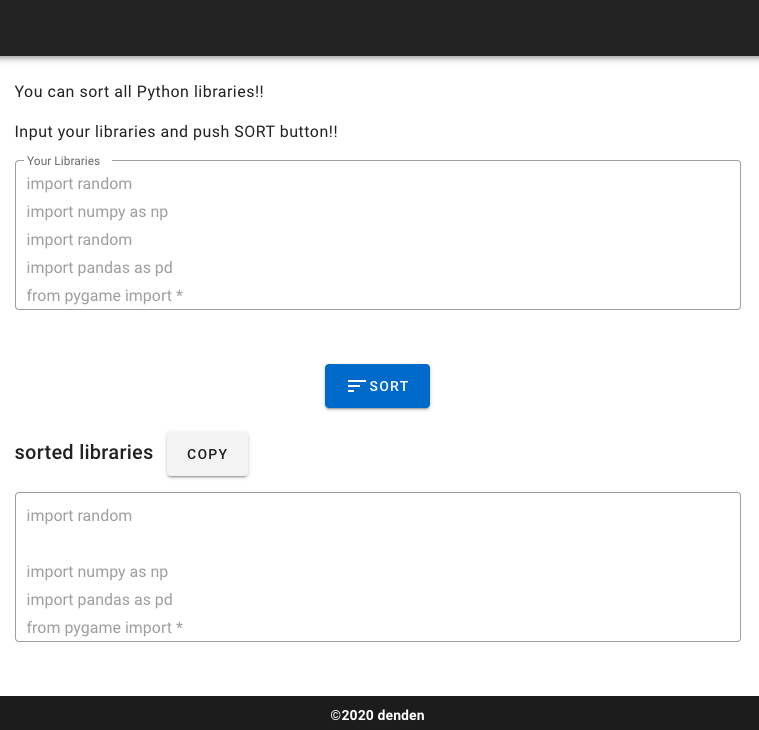 You can sort all Python libraries!!
Input your libraries and push SORT button!!
Your Libraries
import random
import numpy as np
import random
import pandas as pd
from pygame import *
SORT
sorted libraries
COPY
import random
import numpy as np
import pandas as pd
from pygame import *
©2020 denden